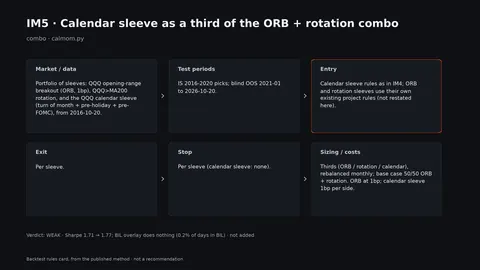 IM5 · Calendar sleeve as a third of the ORB + rotation combo
combo · calmom.py
Market / data
Portfolio of sleeves: QQQ opening-range
breakout (ORB, 1bp), QQQ>MA200
rotation, and the QQQ calendar sleeve
(turn of month + pre-holiday + pre-
FOMC), from 2016-10-20.
Test periods
IS 2016-2020 picks; blind OOS 2021-01
to 2026-10-20.
Entry
Calendar sleeve rules as in IM4; ORB
and rotation sleeves use their own
existing project rules (not restated
here).
Exit
Per sleeve.
Stop
Per sleeve (calendar sleeve: none).
Sizing / costs
Thirds (ORB / rotation / calendar),
rebalanced monthly; base case 50/50 ORB
+ rotation. ORB at 1bp; calendar sleeve
1bp per side.
Verdict: WEAK · Sharpe 1.71 → 1.77; BIL overlay does nothing (0.2% of days in BIL) · not added
Backtest rules card, from the published method · not a recommendation.